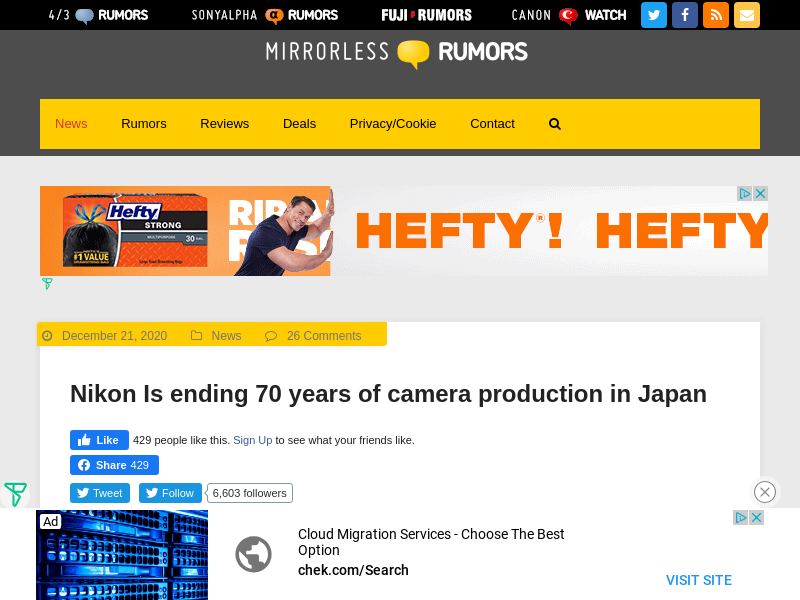 4/3 RUMORS SONYALPHA α RUMORS FUJI RUMORS CANON WATCH
MIRRORLESS RUMORS
News Rumors Reviews Deals Privacy/Cookie Contact
Hefty
STRONG
MULTIPURPOSE
30
#1 VALUE
HEFTY®! HEFTY
December 21, 2020 News 26 Comments
Nikon Is ending 70 years of camera production in Japan
Like 429 people like this. Sign Up to see what your friends like.
Share 429
Tweet Follow 6,603 followers
Ad
Cloud Migration Services - Choose The Best
Option
chek.com/Search
VISIT SITE